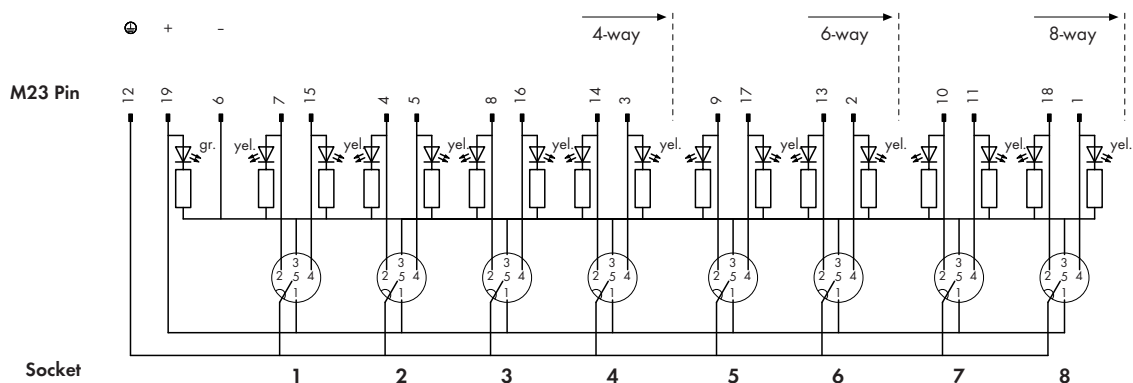 + –
4-way 6-way 8-way
M23 Pin 12 19 6 7 15 4 5 8 16 14 3 9 17 13 2 10 11 18 1
gr. yel. yel. yel. yel. yel. yel. yel. yel. yel. yel. yel. yel.
3 3 3 3 3 3 3 3
2 5 4 2 5 4 2 5 4 2 5 4 2 5 4 2 5 4 2 5 4 2 5 4
1 1 1 1 1 1 1 1
Socket 1 2 3 4 5 6 7 8